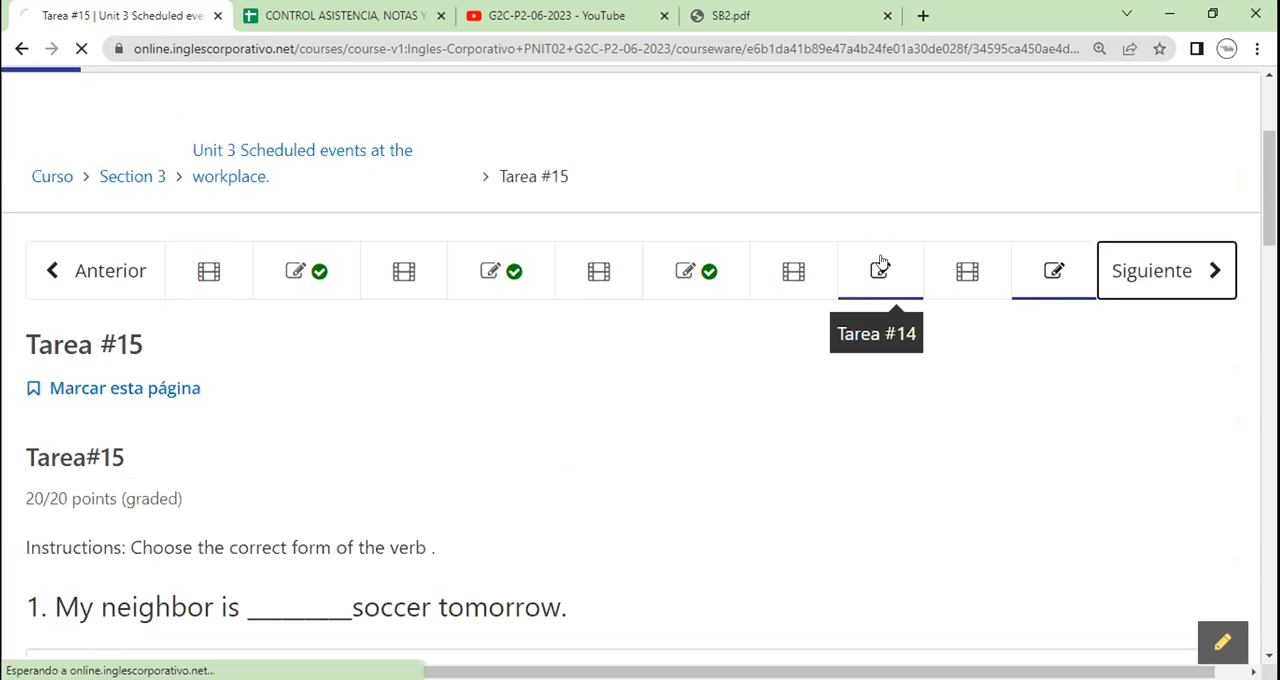 Tarea #15 | Unit 3 Scheduled eve
CONTROL ASISTENCIA, NOTAS Y
G2C-P2-06-2023 - YouTube
SB2.pdf
online.inglescorporativo.net/courses/course-v1:Ingles-Corporativo+PNIT02+G2C-P2-06-2023/courseware/e6b1da41b89e47a4b24fe01a30de028f/34595ca450ae4d...
Unit 3 Scheduled events at the
Curso > Section 3 > workplace. > Tarea #15
Anterior
Siguiente
Tarea #14
Tarea #15
Marcar esta página
Tarea#15
20/20 points (graded)
Instructions: Choose the correct form of the verb .
1. My neighbor is _________soccer tomorrow.
Esperando a online.inglescorporativo.net...